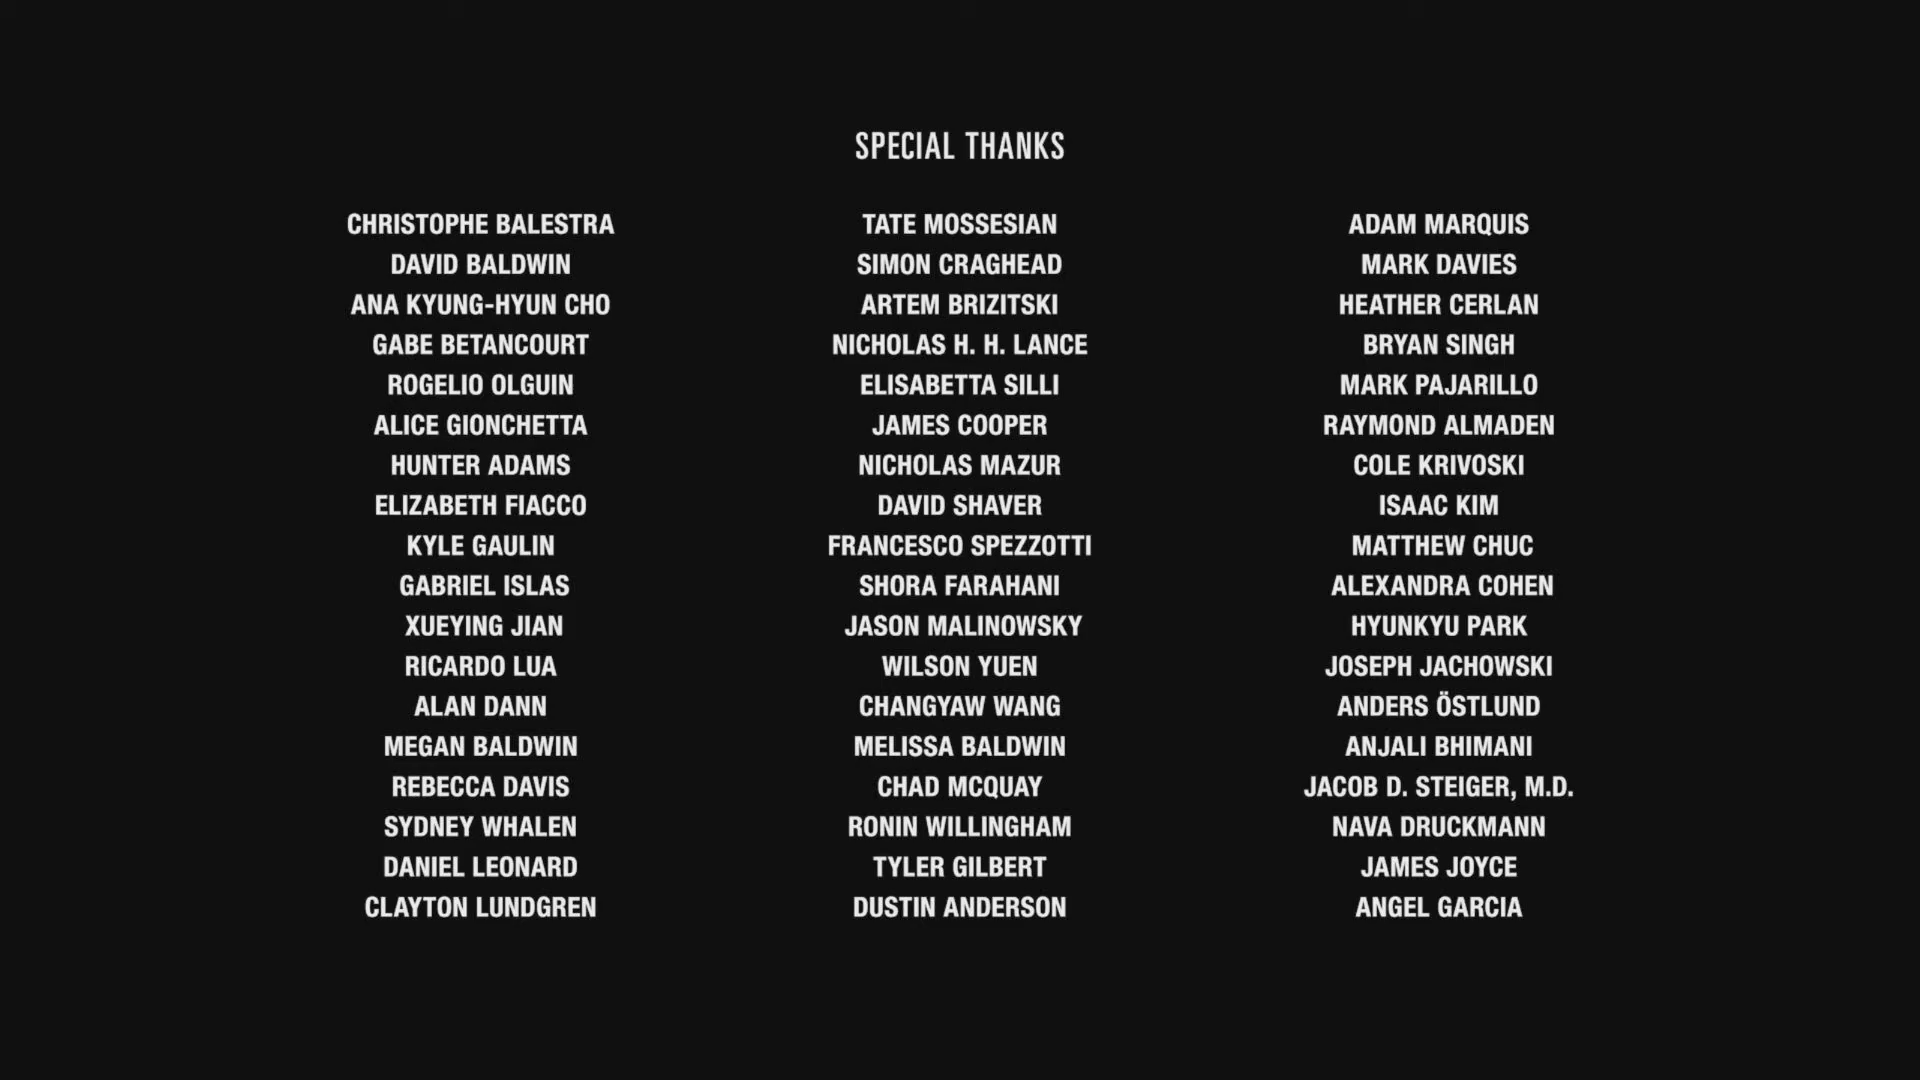 SPECIAL THANKS
CHRISTOPHE BALESTRA
DAVID BALDWIN
ANA KYUNG-HYUN CHO
GABE BETANCOURT
ROGELIO OLGUIN
ALICE GIONCHETTA
HUNTER ADAMS
ELIZABETH FIACCO
KYLE GAULIN
GABRIEL ISLAS
XUEYING JIAN
RICARDO LUA
ALAN DANN
MEGAN BALDWIN
REBECCA DAVIS
SYDNEY WHALEN
DANIEL LEONARD
CLAYTON LUNDGREN
TATE MOSSESIAN
SIMON CRAGHEAD
ARTEM BRIZITSKI
NICHOLAS H. H. LANCE
ELISABETTA SILLI
JAMES COOPER
NICHOLAS MAZUR
DAVID SHAVER
FRANCESCO SPEZZOTTI
SHORA FARAHANI
JASON MALINOWSKY
WILSON YUEN
CHANGYAW WANG
MELISSA BALDWIN
CHAD MCQUAY
RONIN WILLINGHAM
TYLER GILBERT
DUSTIN ANDERSON
ADAM MARQUIS
MARK DAVIES
HEATHER CERLAN
BRYAN SINGH
MARK PAJARILLO
RAYMOND ALMADEN
COLE KRIVOSKI
ISAAC KIM
MATTHEW CHUC
ALEXANDRA COHEN
HYUNKYU PARK
JOSEPH JACHOWSKI
ANDERS ÖSTLUND
ANJALI BHIMANI
JACOB D. STEIGER, M.D.
NAVA DRUCKMANN
JAMES JOYCE
ANGEL GARCIA